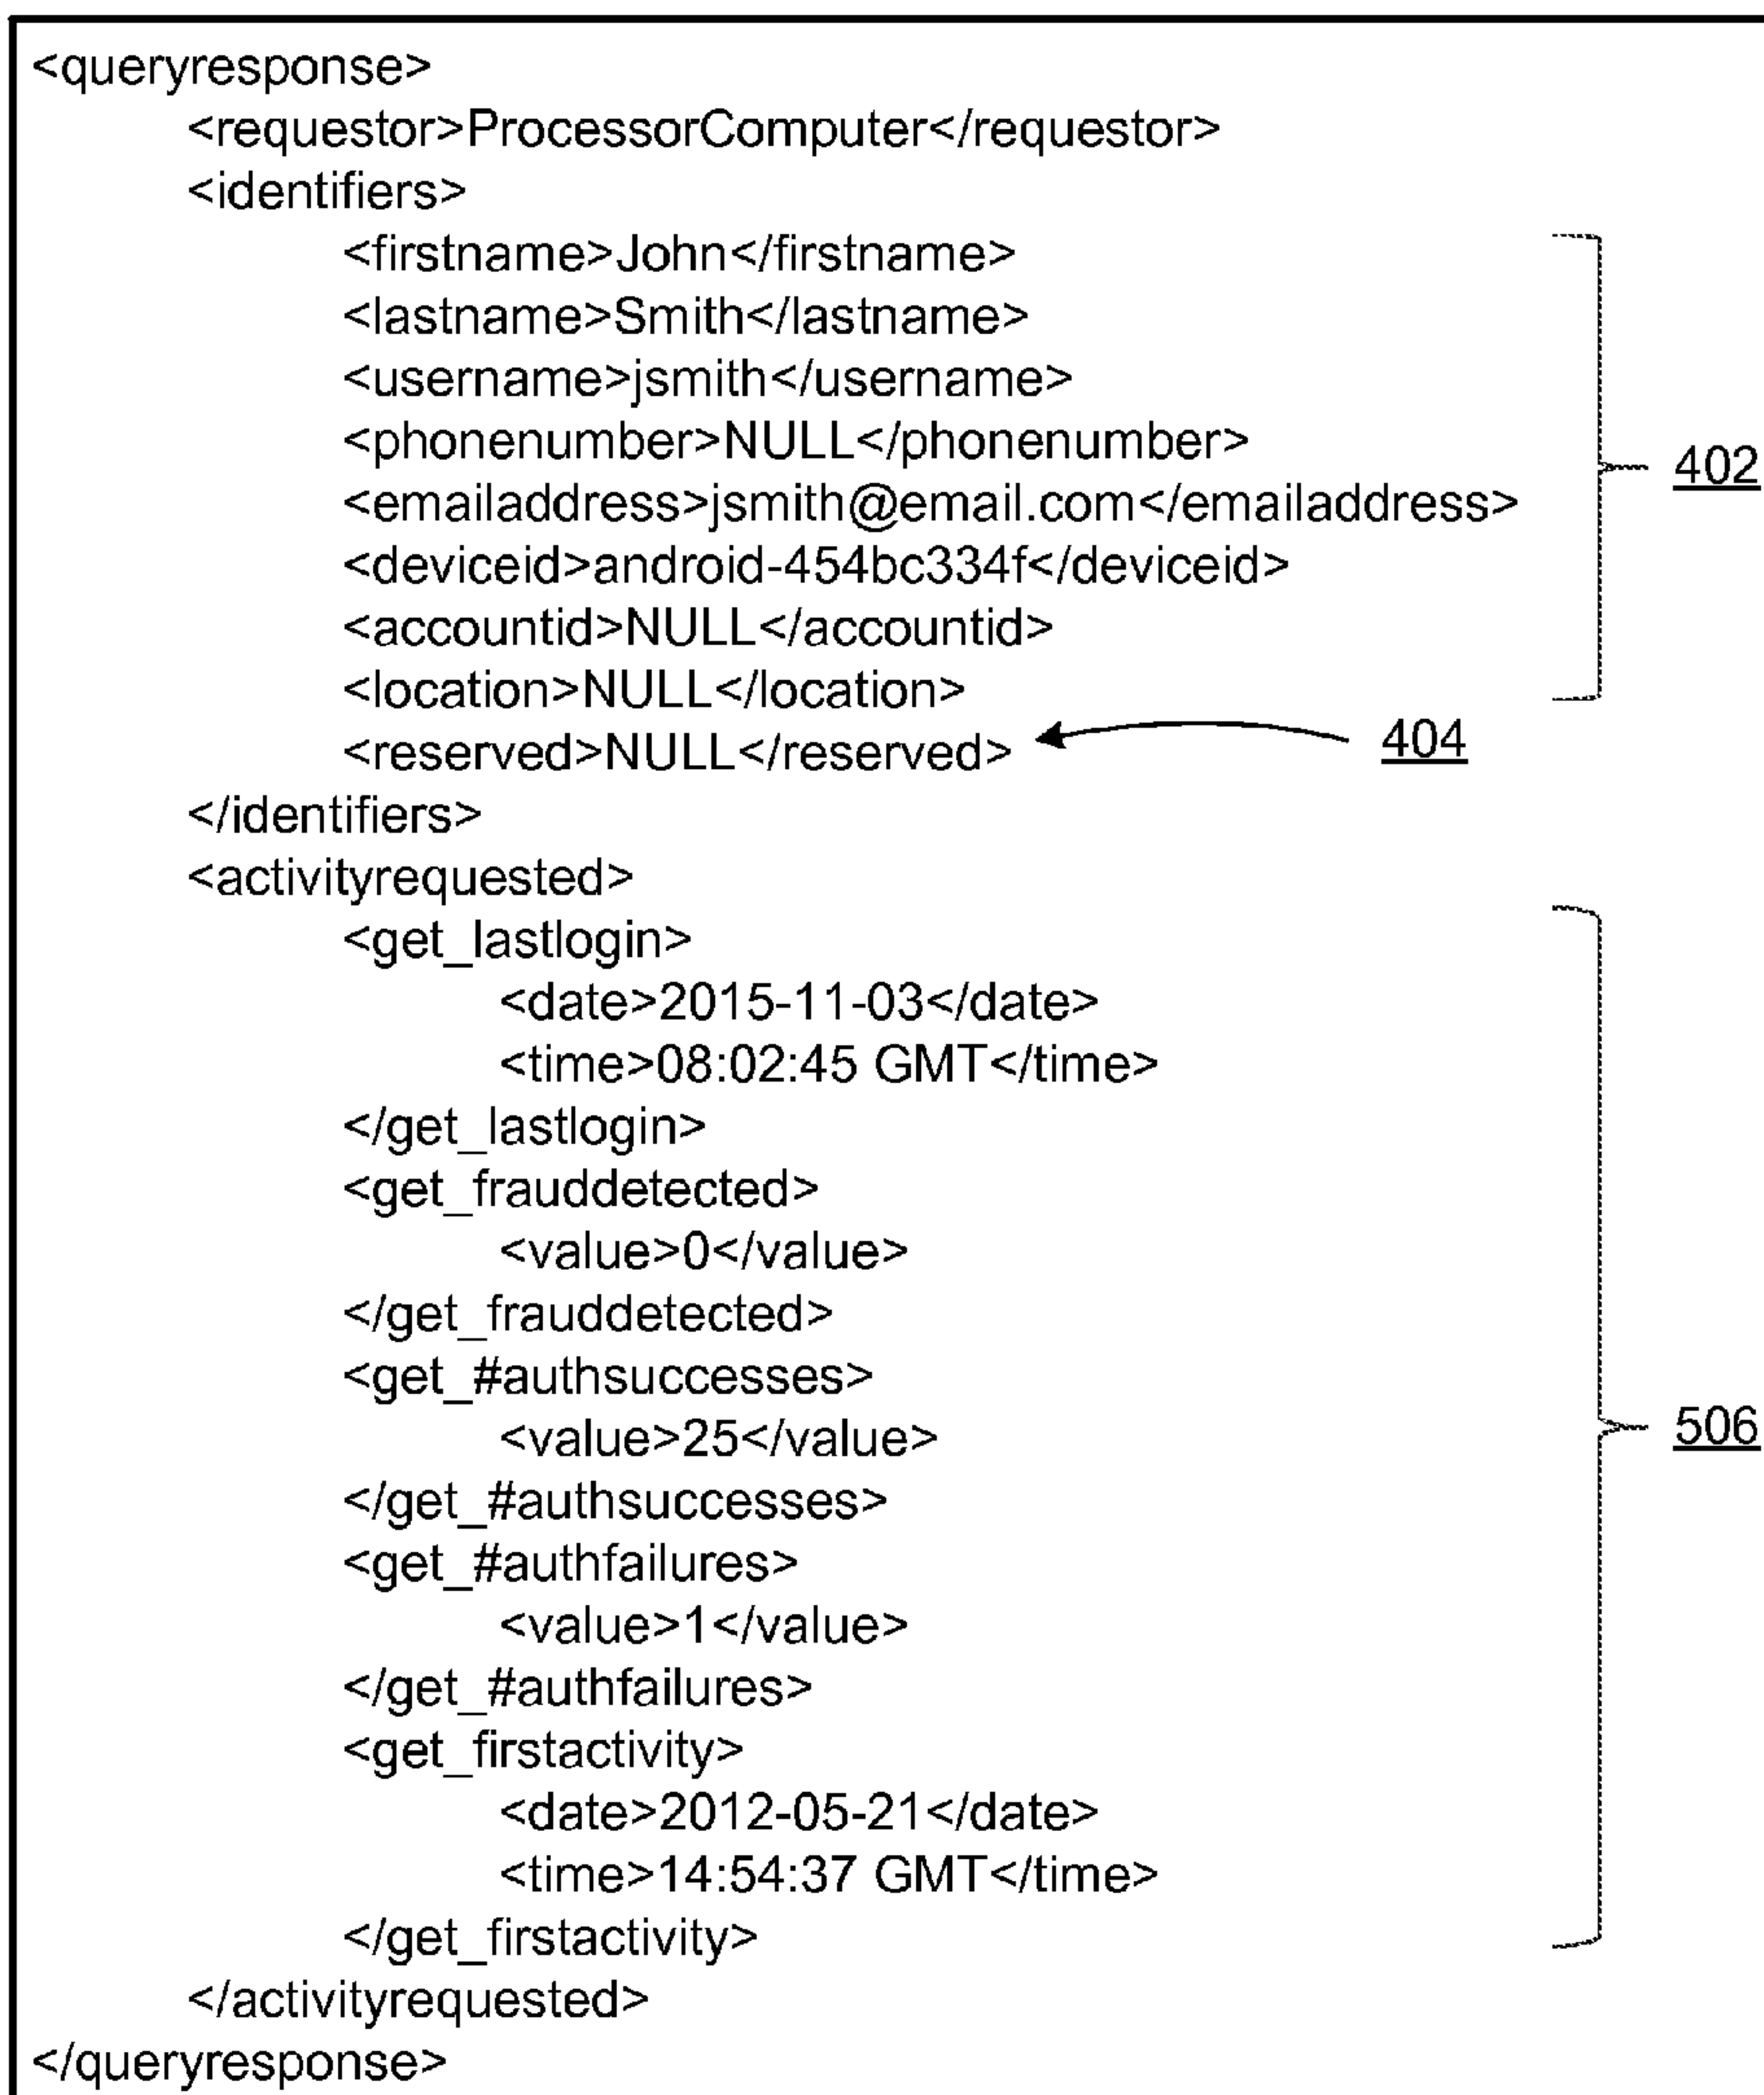 <queryresponse>
<requestor>ProcessorComputer</requestor>
<identifiers>
<firstname>John</firstname>
<lastname>Smith</lastname>
<username>jsmith</username>
<phonenumber>NULL</phonenumber>
402
<emailaddress>jsmith@email.com</emailaddress>
<deviceid>android-454bc334f</deviceid>
<accountid>NULL</accountid>
<location>NULL</location>
<reserved>NULL</reserved>
404
</identifiers>
<activityrequested>
<get_lastlogin>
<date>2015-11-03</date>
<time>08:02:45 GMT</time>
</get_lastlogin>
<get_frauddetected>
<value>0</value>
</get_frauddetected>
<get_#authsuccesses>
<value>25</value>
506
</get_#authsuccesses>
<get_#authfailures>
<value>1</value>
</get_#authfailures>
<get_firstactivity>
<date>2012-05-21</date>
<time>14:54:37 GMT</time>
</get_firstactivity>
</activityrequested>
</queryresponse>